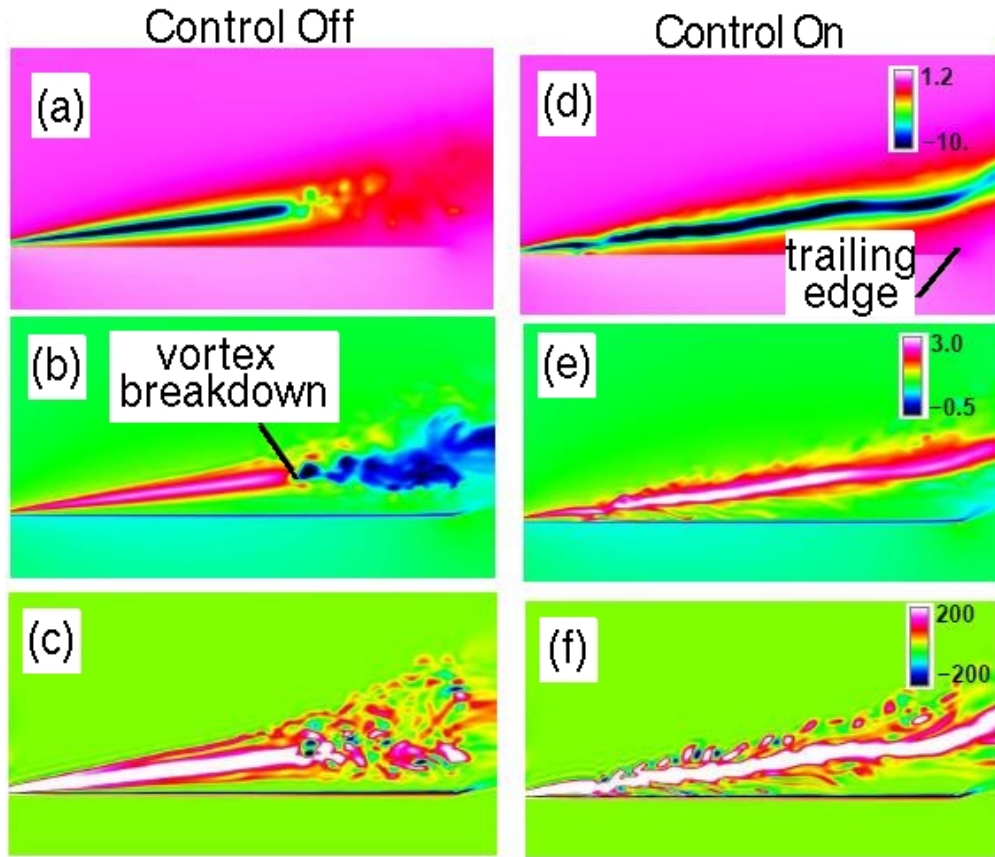 Control Off
Control On
(a)
(d)
1.2
-10.
trailing
edge
(b)
vortex
breakdown
(e)
3.0
-0.5
(c)
(f)
200
-200